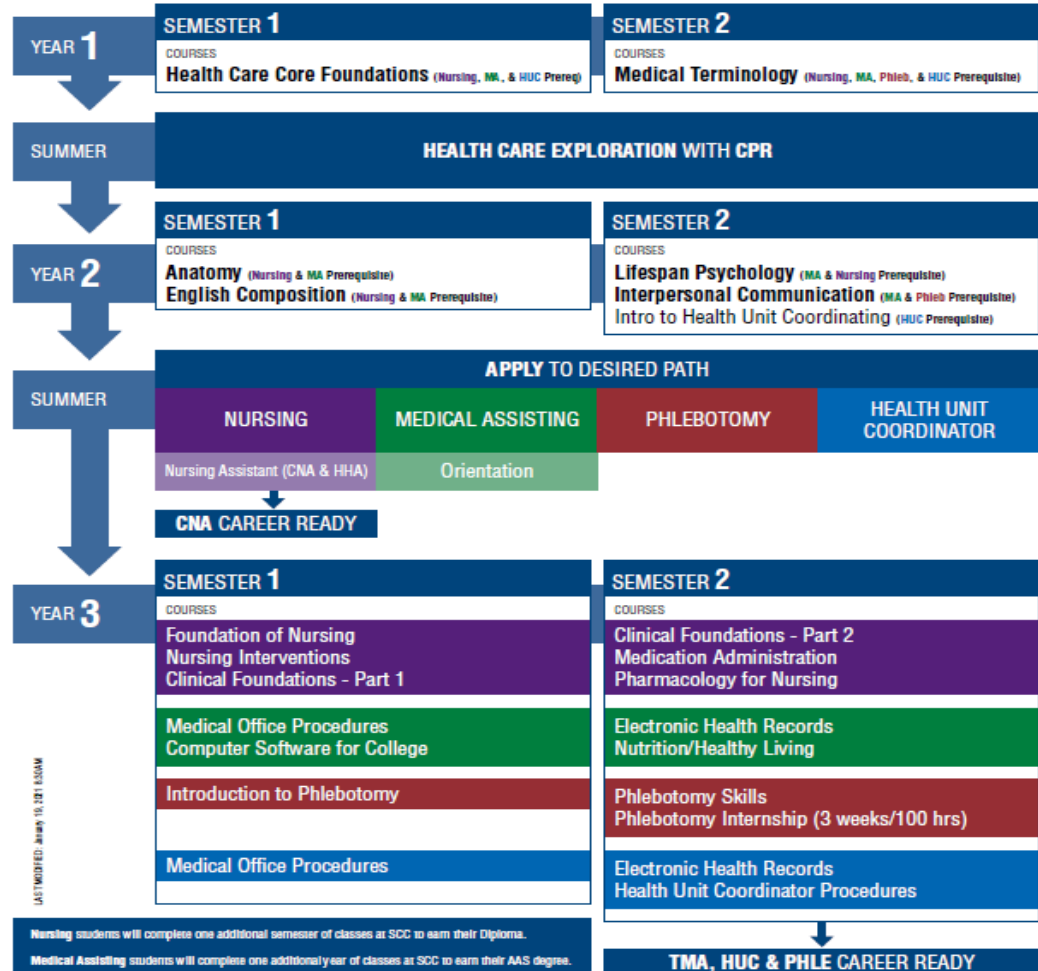 YEAR 1
SEMESTER 1
COURSES
Health Care Core Foundations (Nursing, MA, & HUC Prereq)
SEMESTER 2
COURSES
Medical Terminology (Nursing, MA, Phleb, & HUC Prerequisite)
SUMMER
HEALTH CARE EXPLORATION WITH CPR
YEAR 2
SEMESTER 1
COURSES
Anatomy (Nursing & MA Prerequisite)
English Composition (Nursing & MA Prerequisite)
SEMESTER 2
COURSES
Lifespan Psychology (MA & Nursing Prerequisite)
Interpersonal Communication (MA & Phleb Prerequisite)
Intro to Health Unit Coordinating (HUC Prerequisite)
SUMMER
APPLY TO DESIRED PATH
NURSING
MEDICAL ASSISTING
PHLEBOTOMY
HEALTH UNIT
COORDINATOR
Nursing Assistant (CNA & HHA)
Orientation
CNA CAREER READY
YEAR 3
SEMESTER 1
COURSES
Foundation of Nursing
Nursing Interventions
Clinical Foundations - Part 1
Medical Office Procedures
Computer Software for College
Introduction to Phlebotomy
Medical Office Procedures
SEMESTER 2
COURSES
Clinical Foundations - Part 2
Medication Administration
Pharmacology for Nursing
Electronic Health Records
Nutrition/Healthy Living
Phlebotomy Skills
Phlebotomy Internship (3 weeks/100 hrs)
Electronic Health Records
Health Unit Coordinator Procedures
LAST MODIFIED: January 19, 2021 8:50AM
Nursing students will complete one additional semester of classes at SCC to earn their Diploma.
Medical Assisting students will complete one additional year of classes at SCC to earn their AAS degree.
TMA, HUC & PHLE CAREER READY